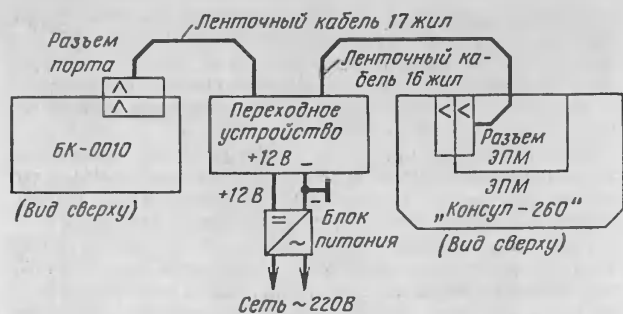 Ленточный кабель 17 жил
Разъем
порта
Ленточный ка-
бель 16 жил
БК-0010
(Вид сверху)
Переходное
устройство
+12 В –
+12 В
–
Блок
питания
Сеть ~ 220В
Разъем
ЭПМ
ЭПМ
„Консул – 260“
(Вид сверху)